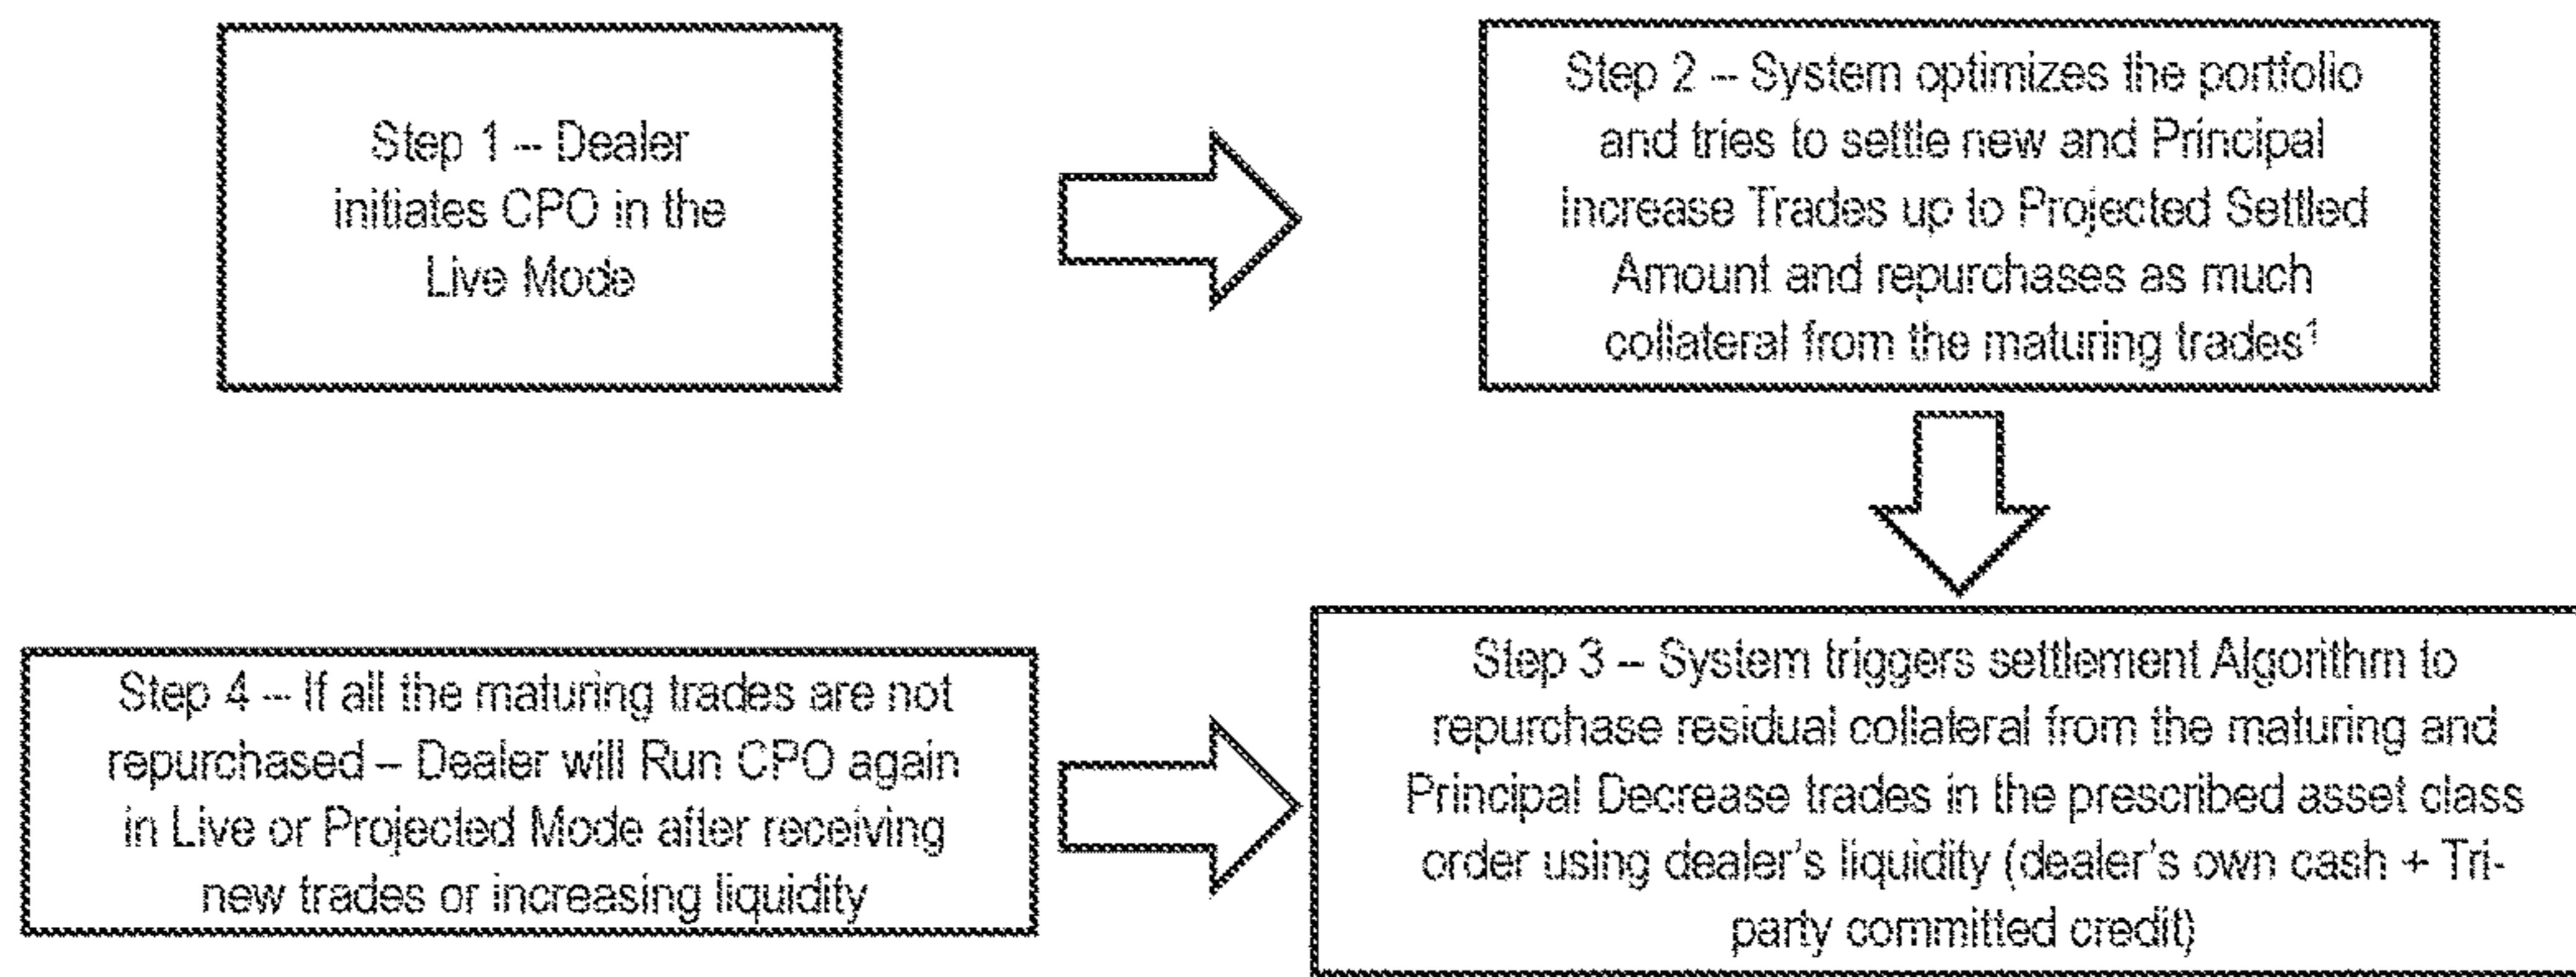 Step 1 -- Dealer
initiates CPO in the
Live Mode
Step 2 -- System optimizes the portfolio
and tries to settle new and Principal
Increase Trades up to Projected Settled
Amount and repurchases as much
collateral from the maturing trades¹
Step 3 -- System triggers settlement Algorithm to
repurchase residual collateral from the maturing and
Principal Decrease trades in the prescribed asset class
order using dealer's liquidity (dealer's own cash + Tri-
party committed credit)
Step 4 -- If all the maturing trades are not
repurchased – Dealer will Run CPO again
in Live or Projected Mode after receiving
new trades or increasing liquidity